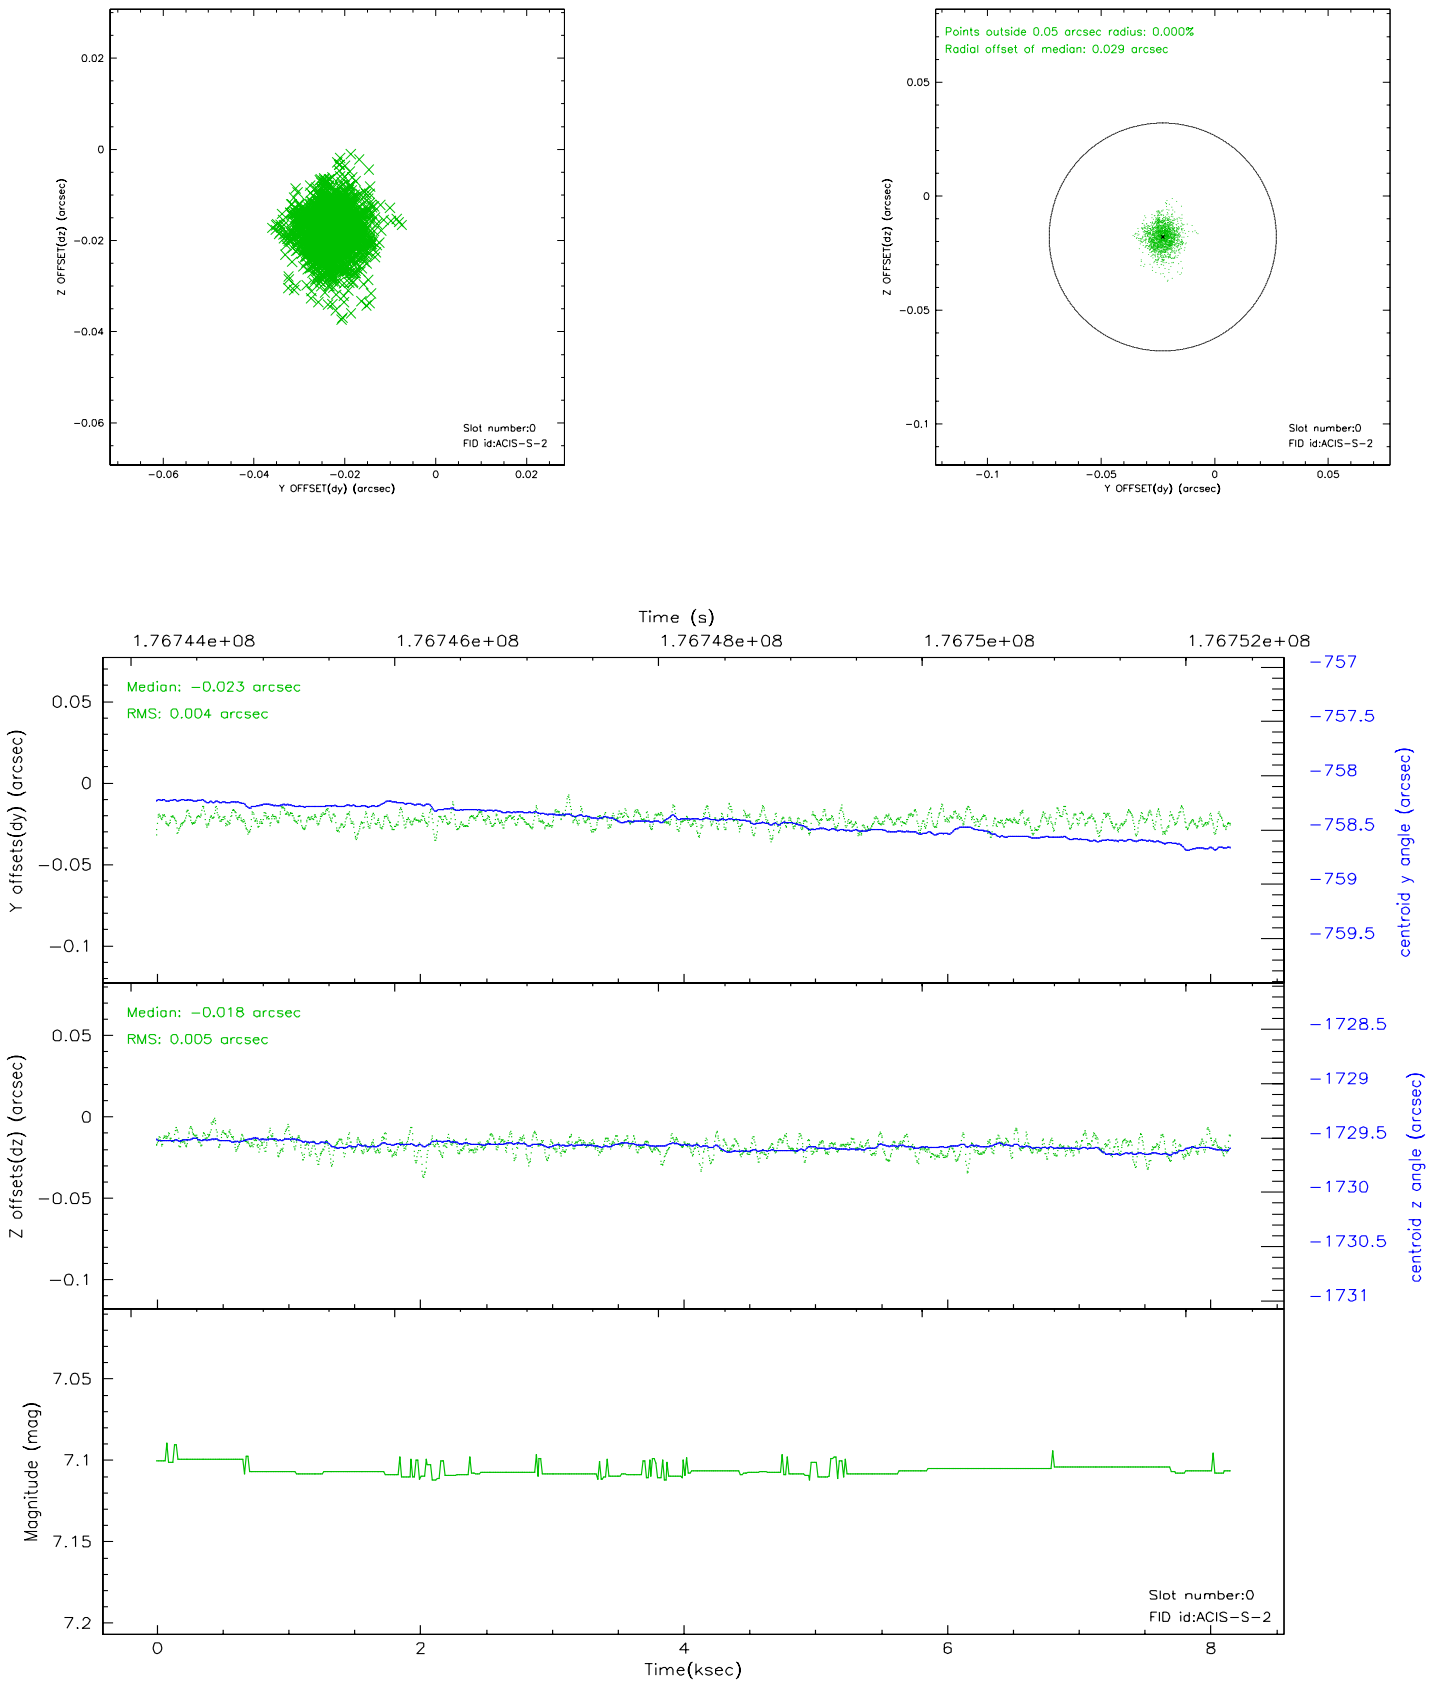 0.02
0
−0.02
−0.04
−0.06
Z OFFSET(dz) (arcsec)
Slot number:0
FID id:ACIS−S−2
−0.06 −0.04 −0.02 0 0.02
Y OFFSET(dy) (arcsec)
Points outside 0.05 arcsec radius: 0.000%
Radial offset of median: 0.029 arcsec
0.05
0
−0.05
−0.1
Z OFFSET(dz) (arcsec)
Slot number:0
FID id:ACIS−S−2
−0.1 −0.05 0 0.05
Y OFFSET(dy) (arcsec)
Time (s)
1.76744e+08 1.76746e+08 1.76748e+08 1.7675e+08 1.76752e+08
Median: −0.023 arcsec
RMS: 0.004 arcsec
0.05
0
−0.05
−0.1
Y offsets(dy) (arcsec)
−757
−757.5
−758
−758.5
−759
−759.5
centroid y angle (arcsec)
Median: −0.018 arcsec
RMS: 0.005 arcsec
0.05
0
−0.05
−0.1
Z offsets(dz) (arcsec)
−1728.5
−1729
−1729.5
−1730
−1730.5
−1731
centroid z angle (arcsec)
7.05
7.1
7.15
7.2
Magnitude (mag)
Slot number:0
FID id:ACIS−S−2
0 2 4 6 8
Time(ksec)